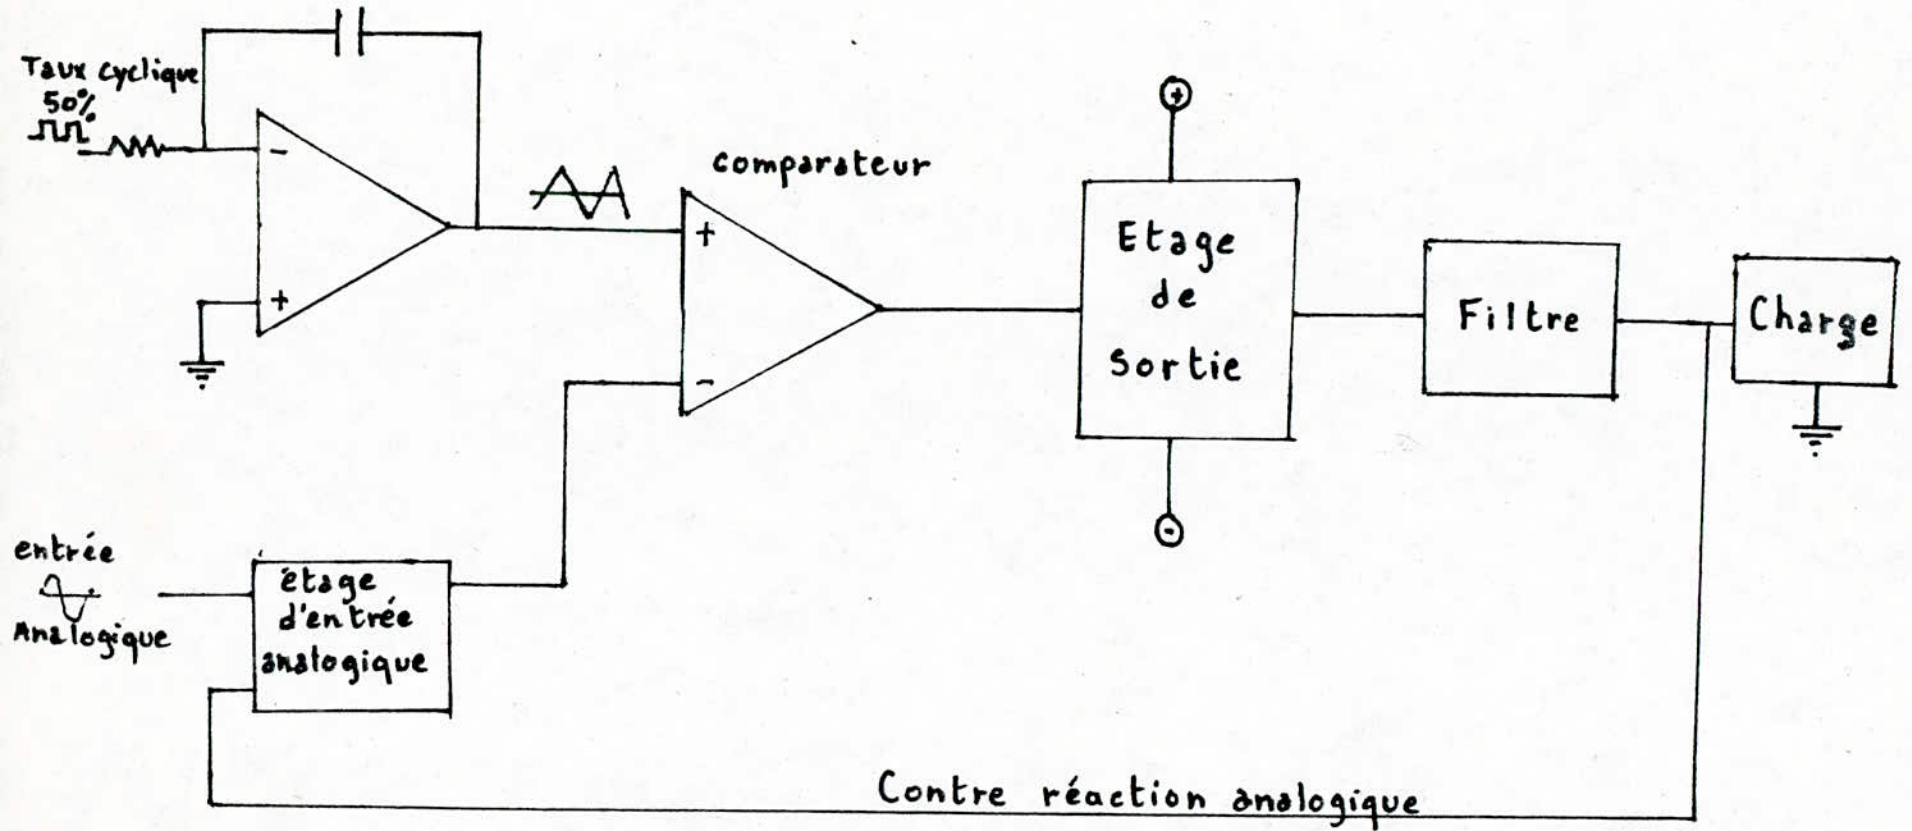 Taux cyclique
50%
-
+
comparateur
+
-
+
Etage
de
Sortie
-
Filtre
Charge
entrée
Analogique
étage
d'entrée
analogique
Contre réaction analogique